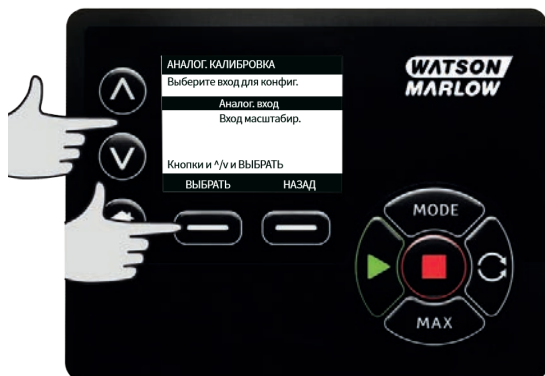 АНАЛОГ. КАЛИБРОВКА
Выберите вход для конфиг.
Аналог. вход
Вход масштабир.
Кнопки и ^/v и ВЫБРАТЬ
ВЫБРАТЬ НАЗАД
WATSON
MARLOW
MODE
MAX